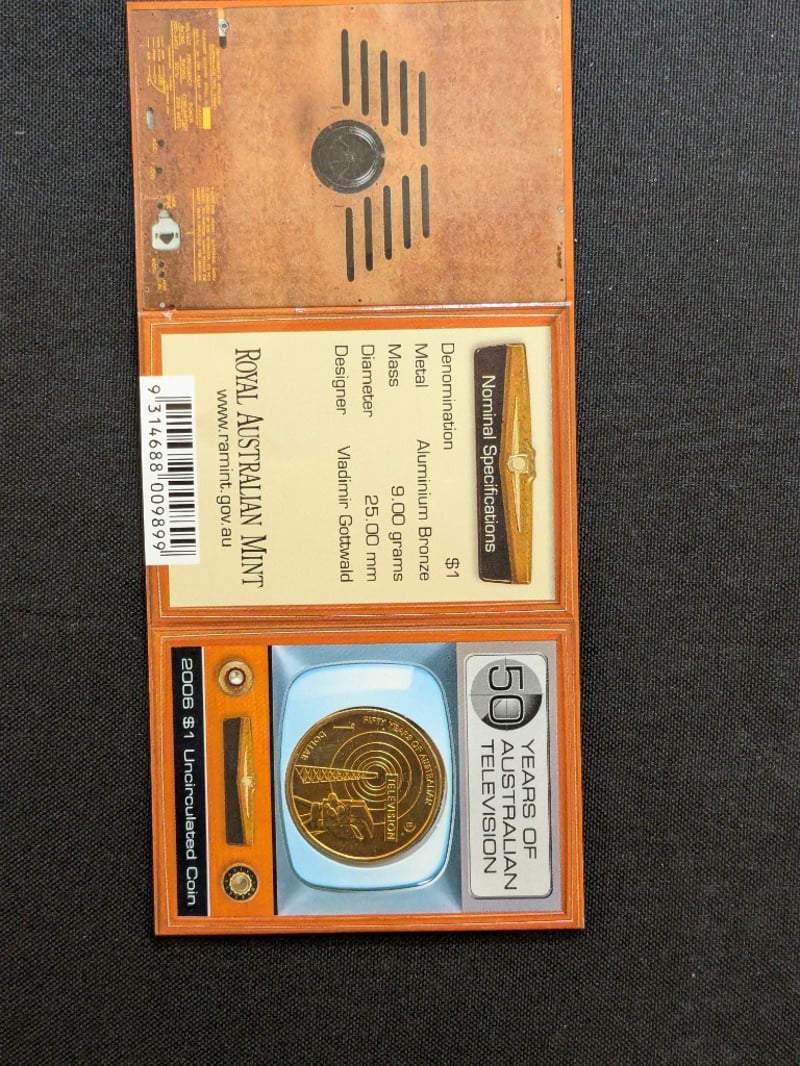 50
YEARS OF
AUSTRALIAN
TELEVISION
FIFTY YEARS OF AUSTRALIAN
TELEVISION
1
DOLLAR
2006 $1 Uncirculated Coin
Nominal Specifications
Denomination $1
Metal Aluminium Bronze
Mass 9.00 grams
Diameter 25.00 mm
Designer Vladimir Gottwald
ROYAL AUSTRALIAN MINT
www.ramint.gov.au
9 314688 009899